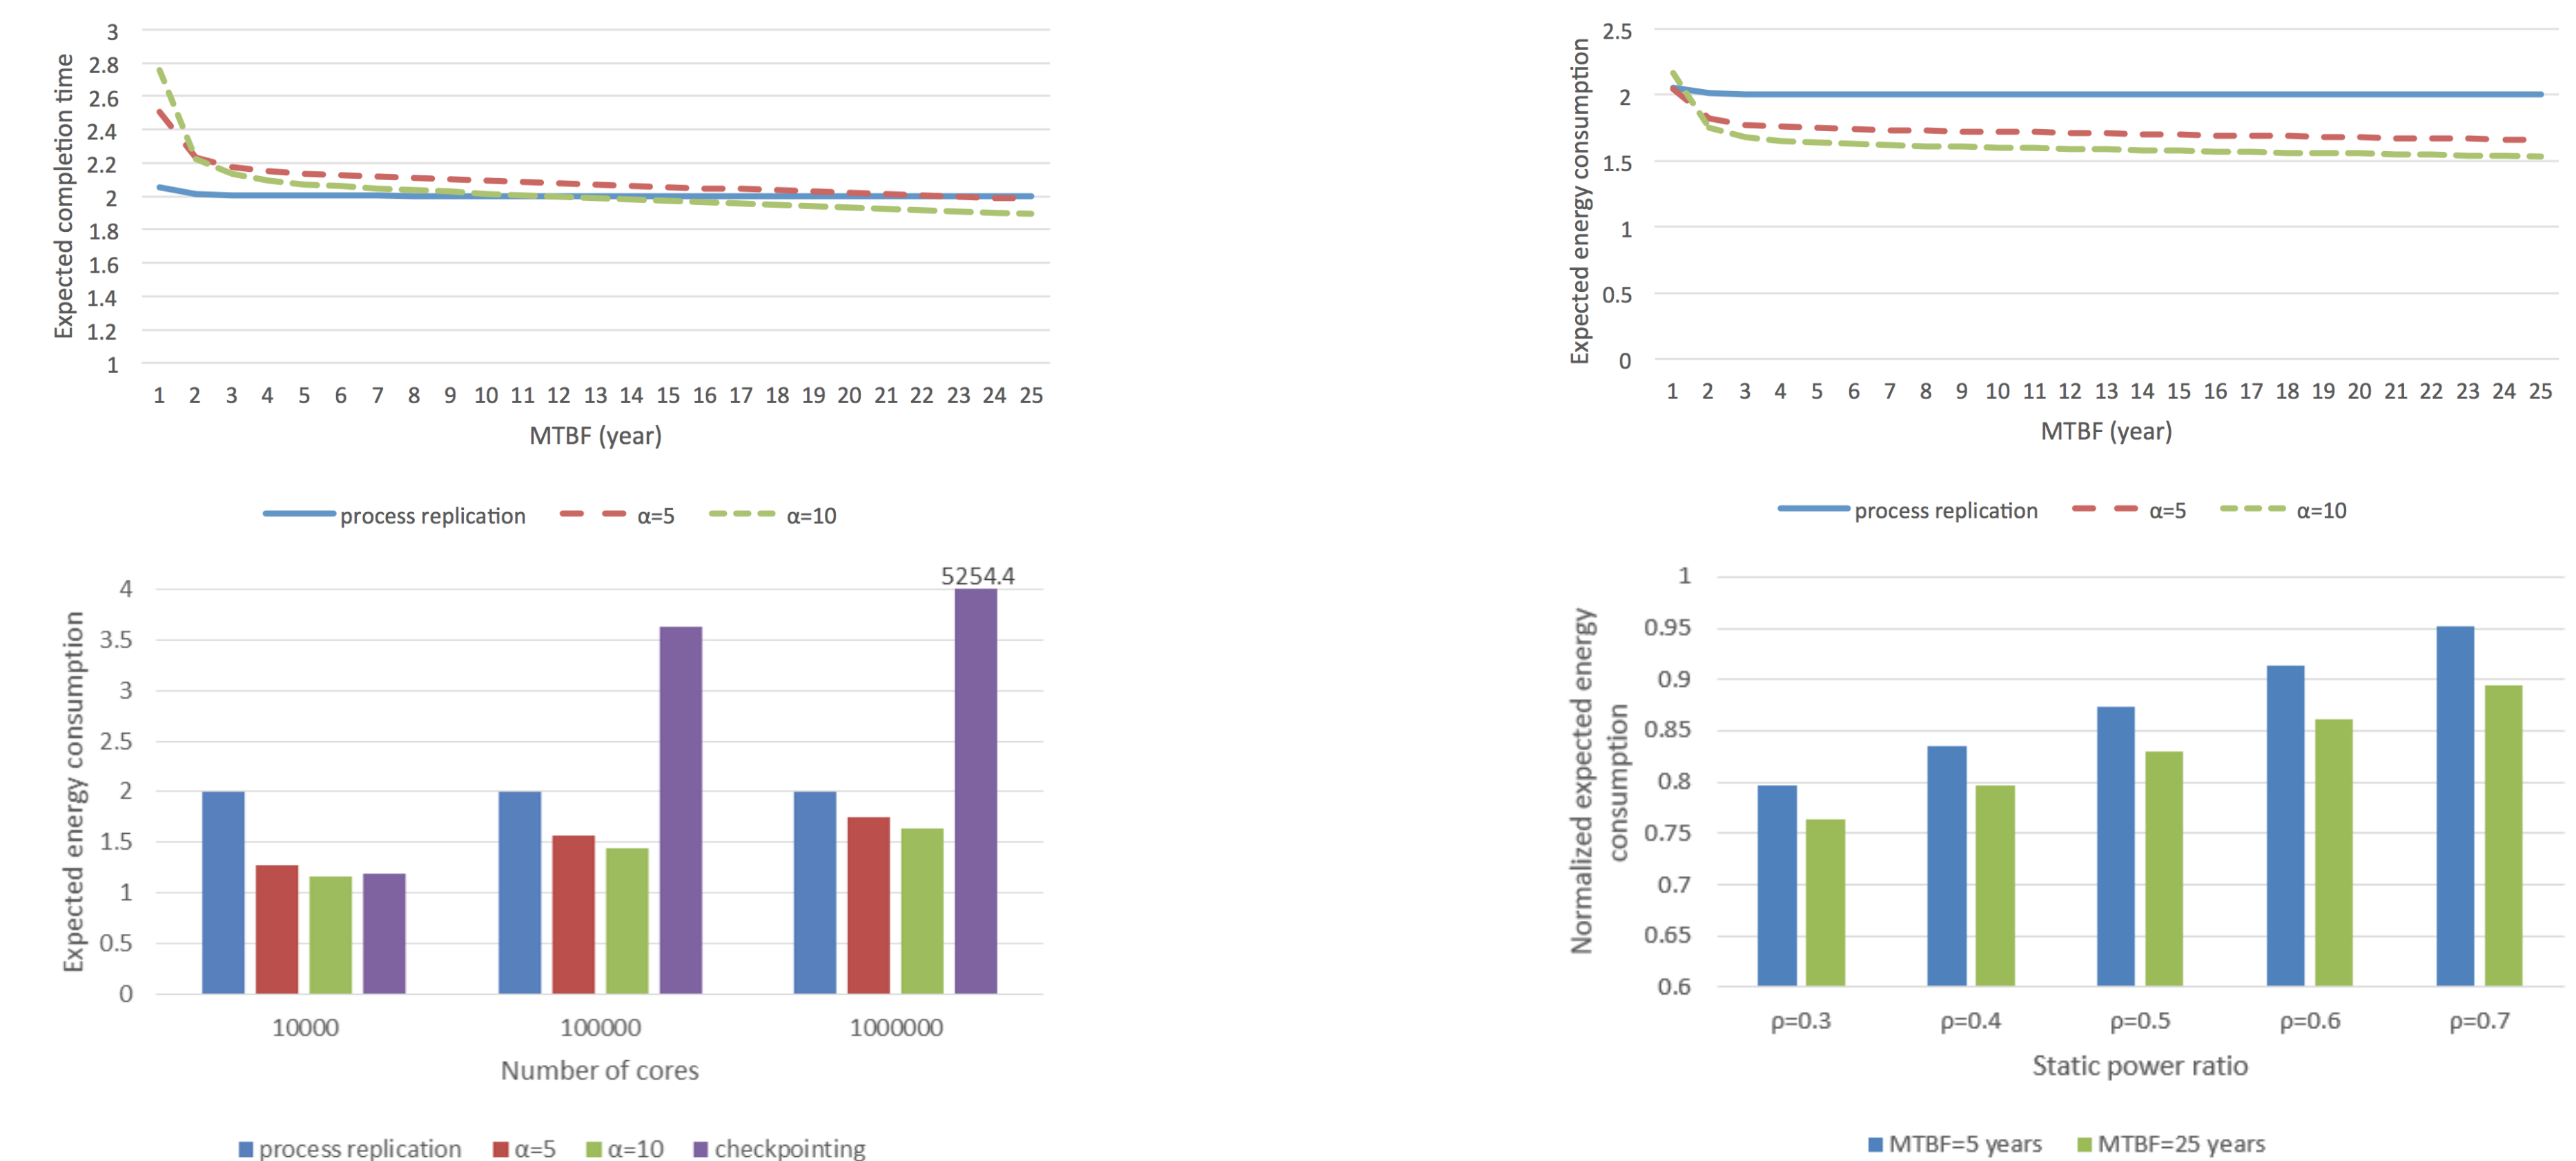 Expected completion time
3
2.8
2.6
2.4
2.2
2
1.8
1.6
1.4
1.2
1
1 2 3 4 5 6 7 8 9 10 11 12 13 14 15 16 17 18 19 20 21 22 23 24 25
MTBF (year)
process replication α=5 α=10
Expected energy consumption
2.5
2
1.5
1
0.5
0
1 2 3 4 5 6 7 8 9 10 11 12 13 14 15 16 17 18 19 20 21 22 23 24 25
MTBF (year)
process replication α=5 α=10
Expected energy consumption
5254.4
4
3.5
3
2.5
2
1.5
1
0.5
0
10000 100000 1000000
Number of cores
process replication α=5 α=10 checkpointing
Normalized expected energy
consumption
1
0.95
0.9
0.85
0.8
0.75
0.7
0.65
0.6
ρ=0.3 ρ=0.4 ρ=0.5 ρ=0.6 ρ=0.7
Static power ratio
MTBF=5 years MTBF=25 years